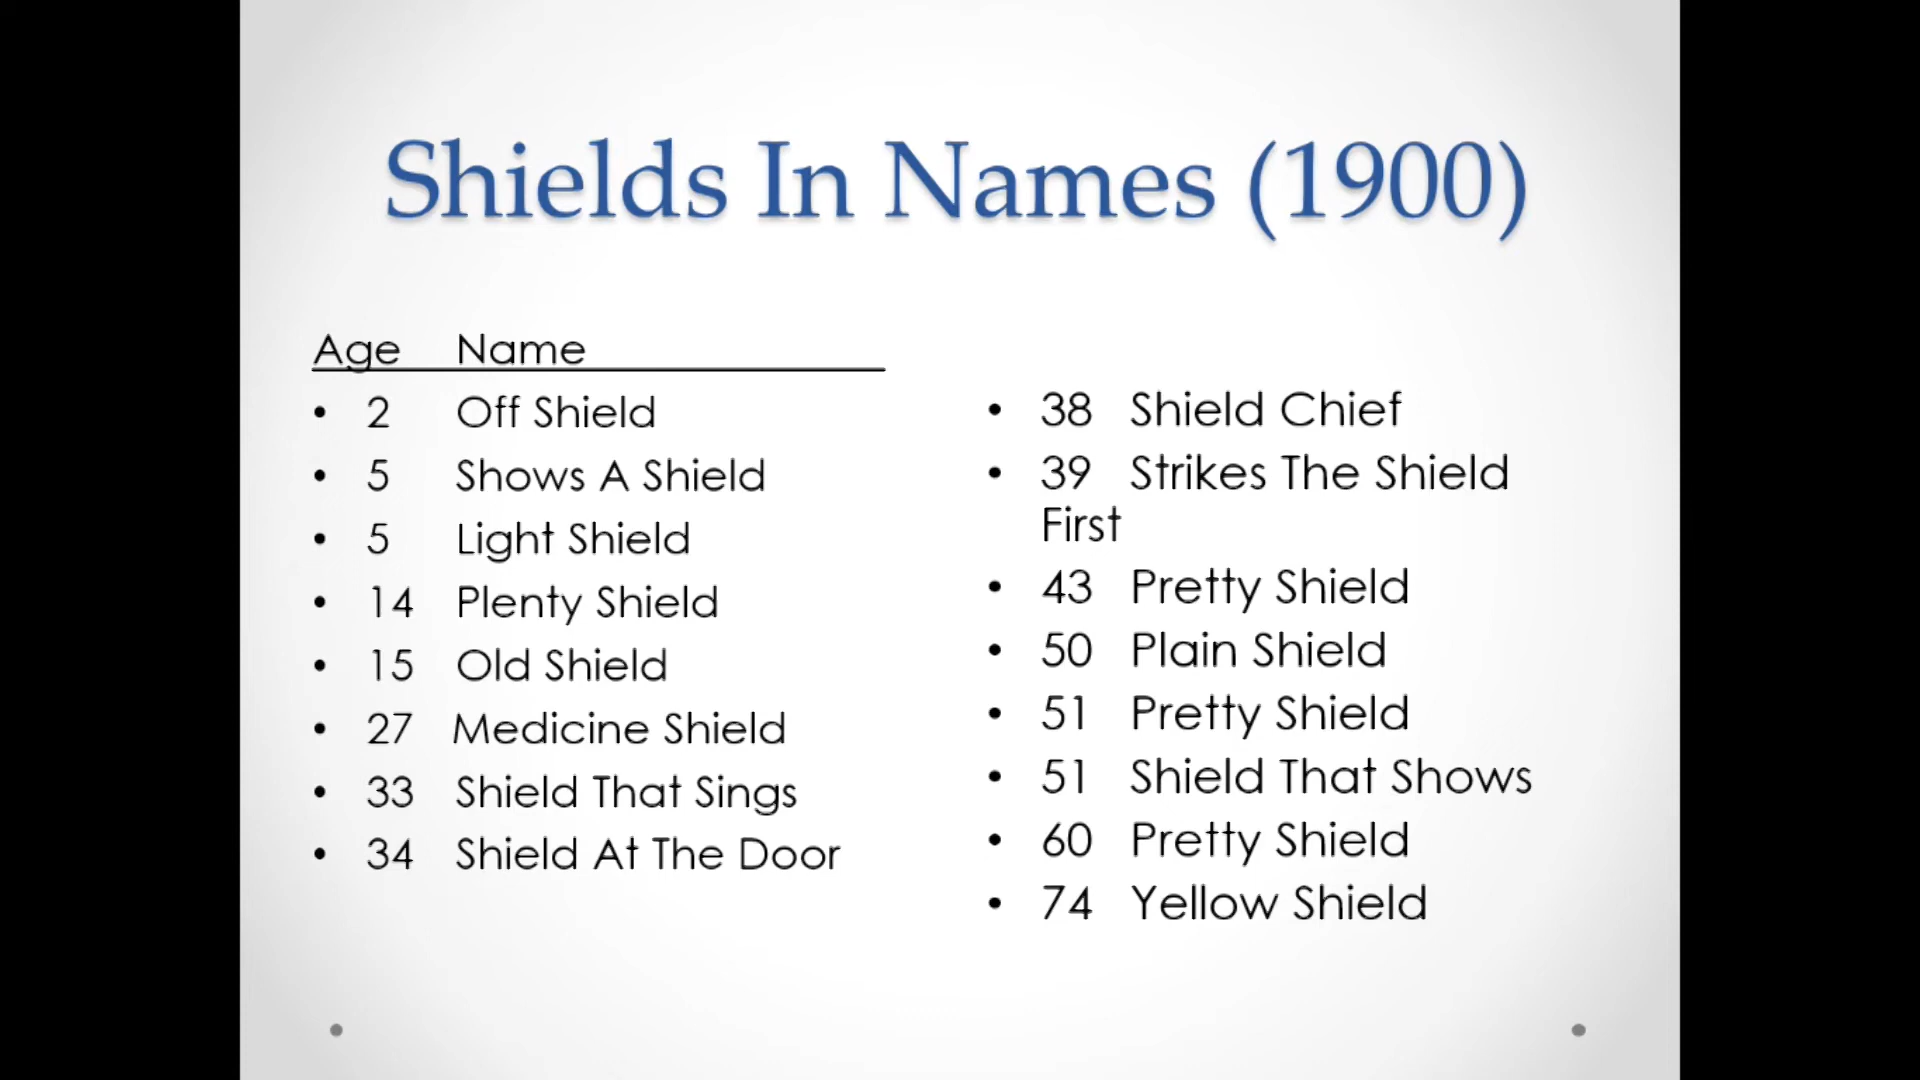 Shields In Names (1900)
Age Name
• 2 Off Shield
• 5 Shows A Shield
• 5 Light Shield
• 14 Plenty Shield
• 15 Old Shield
• 27 Medicine Shield
• 33 Shield That Sings
• 34 Shield At The Door
• 38 Shield Chief
• 39 Strikes The Shield
First
• 43 Pretty Shield
• 50 Plain Shield
• 51 Pretty Shield
• 51 Shield That Shows
• 60 Pretty Shield
• 74 Yellow Shield